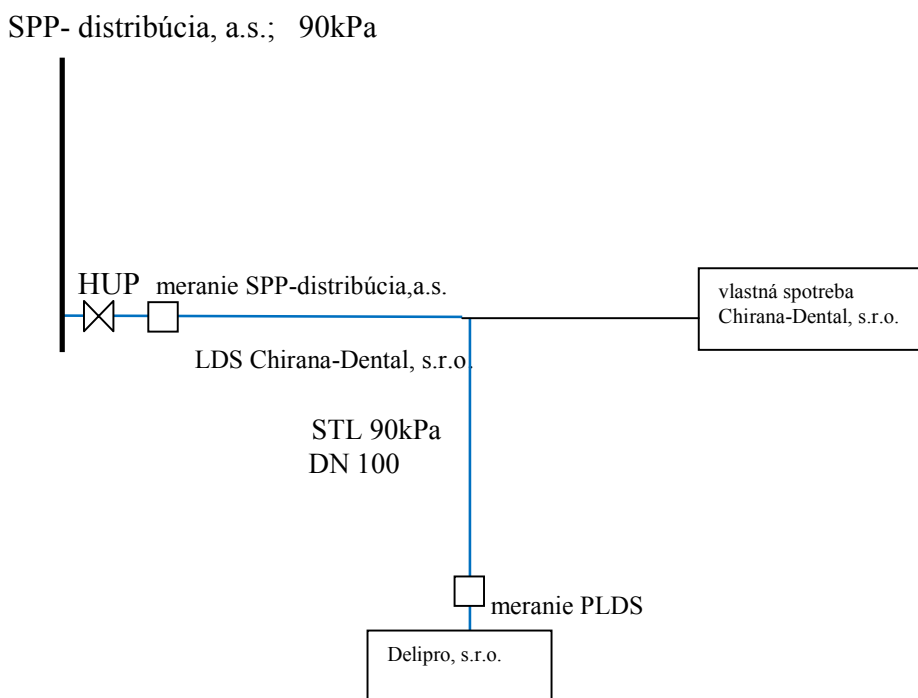 SPP- distribúcia, a.s.; 90kPa
HUP meranie SPP-distribúcia,a.s.
vlastná spotreba
Chirana-Dental, s.r.o.
LDS Chirana-Dental, s.r.o.
STL 90kPa
DN 100
meranie PLDS
Delipro, s.r.o.